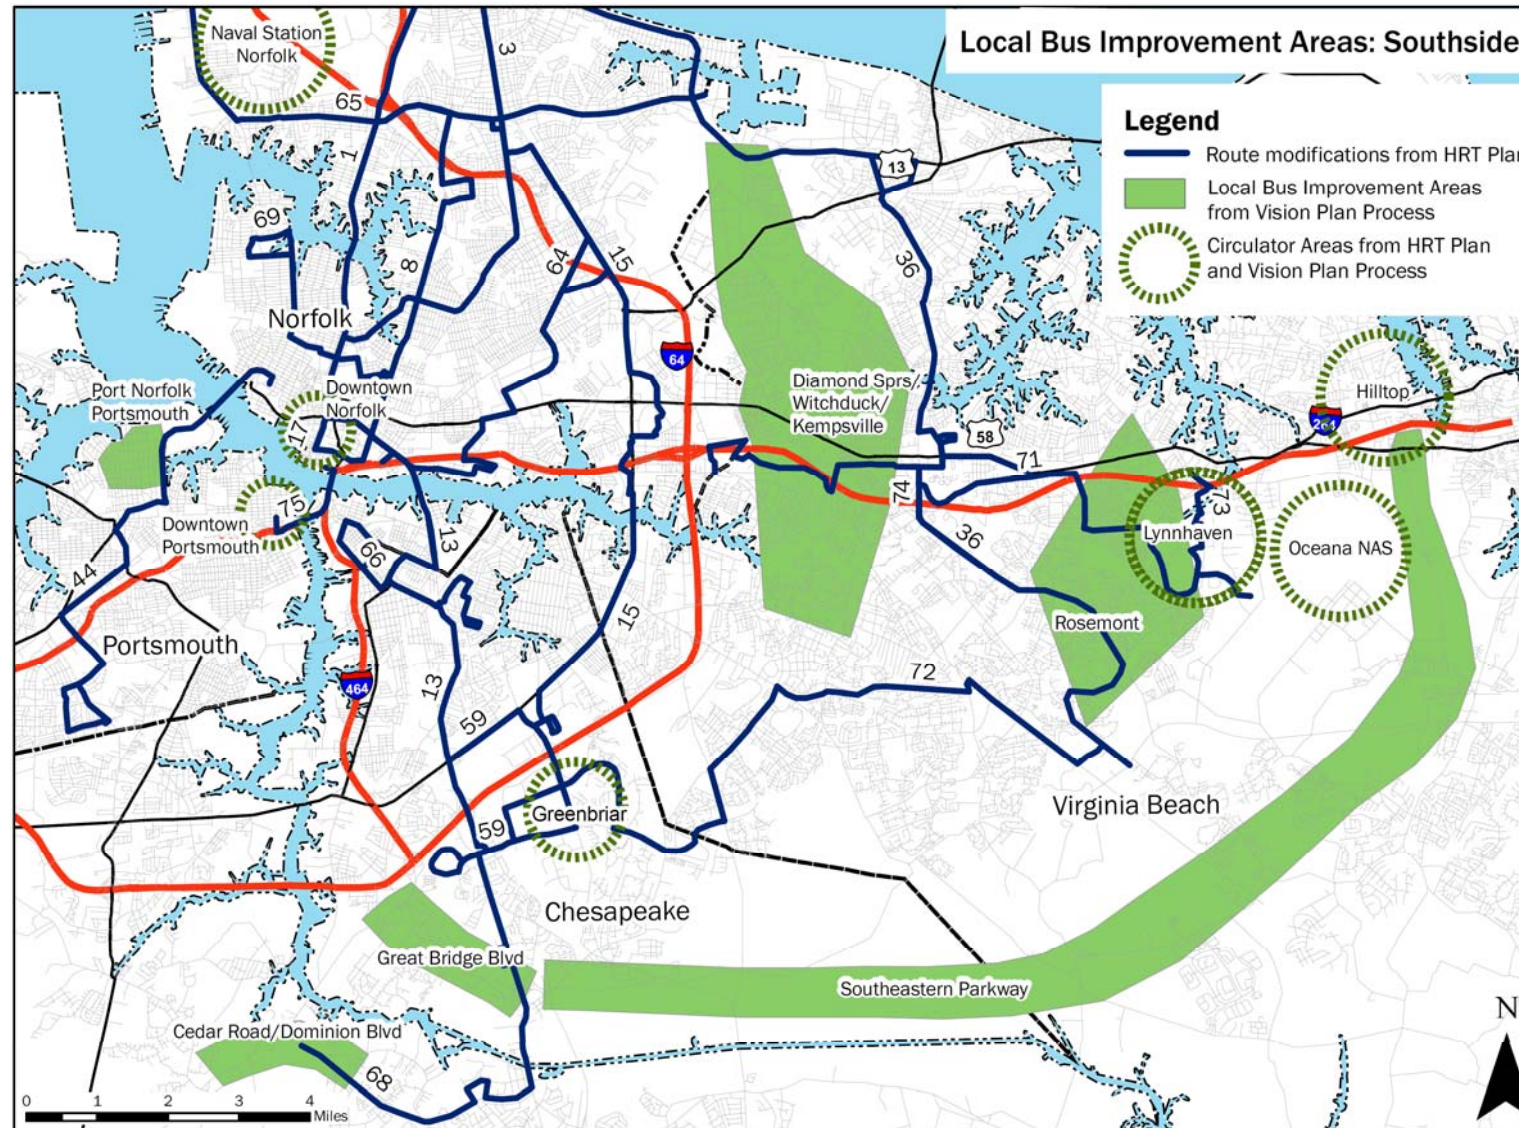 Local Bus Improvement Areas: Southside
Legend
Route modifications from HRT Plan
Local Bus Improvement Areas
from Vision Plan Process
Circulator Areas from HRT Plan
and Vision Plan Process
Naval Station
Norfolk
3
65
1
13
69
8
64
15
36
Norfolk
64
Port Norfolk
Portsmouth
Downtown
Norfolk
17
Diamond Sprs/
Witchduck/
Kempsville
58
Hilltop
71
74
73
75
Downtown
Portsmouth
13
66
36
Lynnhaven
Oceana NAS
44
15
Rosemont
Portsmouth
464
13
72
59
Virginia Beach
Greenbriar
59
Chesapeake
Great Bridge Blvd
Southeastern Parkway
N
Cedar Road/Dominion Blvd
68
0 1 2 3 4
Miles